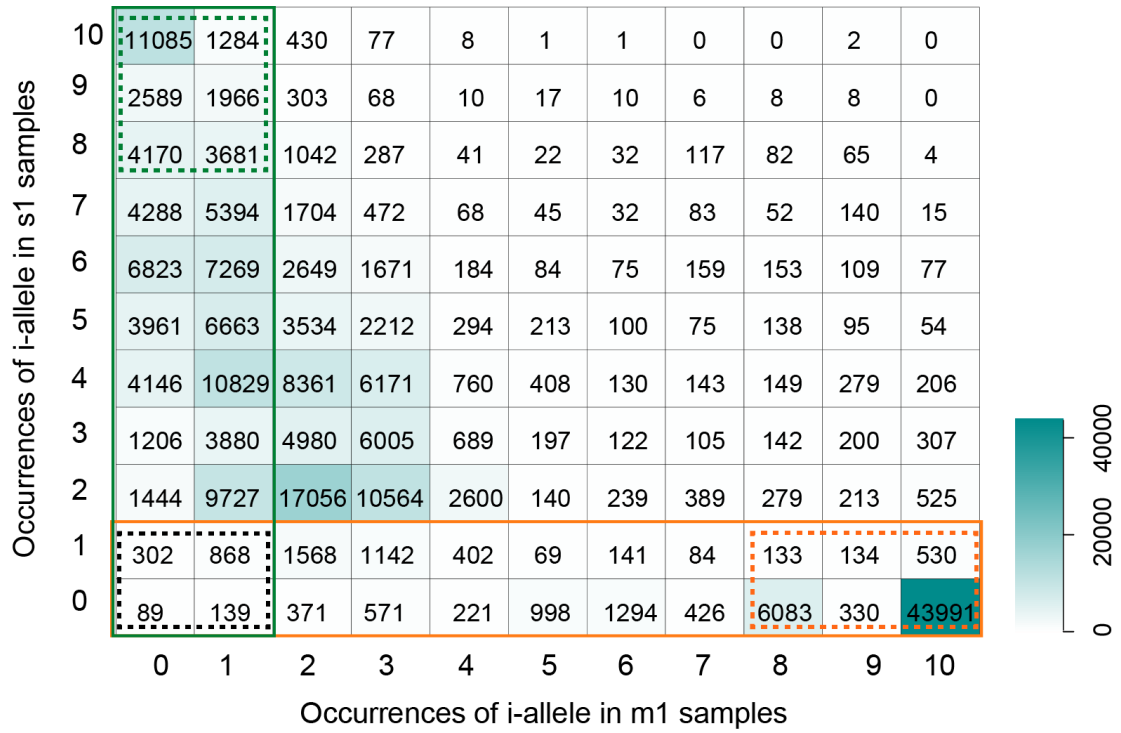 10 11085 1284 430 77 8 1 1 0 0 2 0
9 2589 1966 303 68 10 17 10 6 8 8 0
8 4170 3681 1042 287 41 22 32 117 82 65 4
7 4288 5394 1704 472 68 45 32 83 52 140 15
6 6823 7269 2649 1671 184 84 75 159 153 109 77
5 3961 6663 3534 2212 294 213 100 75 138 95 54
4 4146 10829 8361 6171 760 408 130 143 149 279 206
3 1206 3880 4980 6005 689 197 122 105 142 200 307
2 1444 9727 17056 10564 2600 140 239 389 279 213 525
1 302 868 1568 1142 402 69 141 84 133 134 530
0 89 139 371 571 221 998 1294 426 6083 330 43991
0 1 2 3 4 5 6 7 8 9 10
Occurrences of i-allele in m1 samples
Occurrences of i-allele in s1 samples
0 20000 40000